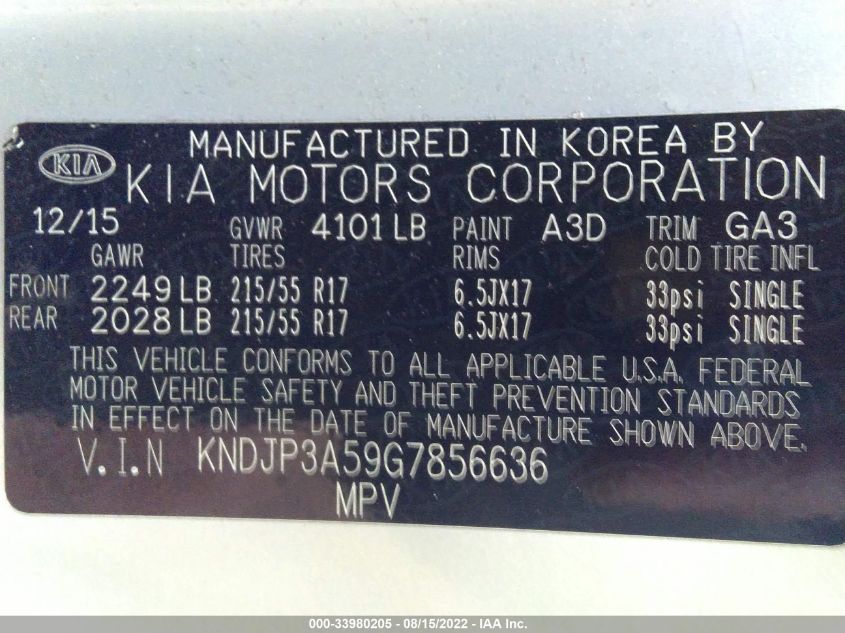 MANUFACTURED IN KOREA BY
KIA KIA MOTORS CORPORATION
12/15 GVWR 4101 LB PAINT A3D TRIM GA3
GAWR TIRES RIMS COLD TIRE INFL
FRONT 2249 LB 215/55 R17 6.5JX17 33psi SINGLE
REAR 2028 LB 215/55 R17 6.5JX17 33psi SINGLE
THIS VEHICLE CONFORMS TO ALL APPLICABLE U.S.A. FEDERAL
MOTOR VEHICLE SAFETY AND THEFT PREVENTION STANDARDS
IN EFFECT ON THE DATE OF MANUFACTURE SHOWN ABOVE.
V.I.N KNDJP3A59G7856636
MPV
000-33980205 - 08/15/2022 - IAA Inc.